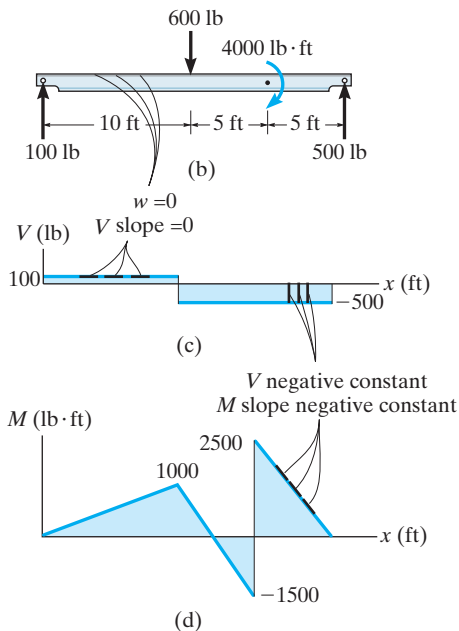 600 lb
4000 lb·ft
10 ft
5 ft
5 ft
100 lb
500 lb
(b)
w =0
V slope =0
V (lb)
100
x (ft)
−500
(c)
V negative constant
M slope negative constant
M (lb·ft)
2500
1000
x (ft)
−1500
(d)